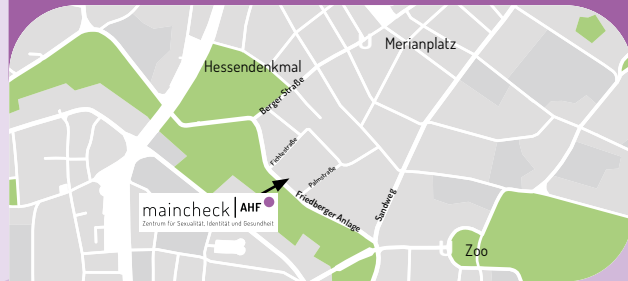 Merianplatz
Hessendenkmal
Berger Straße
Fichtestraße
Palmstraße
Sandweg
Friedberger Anlage
maincheck | AHF
Zentrum für Sexualität, Identität und Gesundheit
Zoo